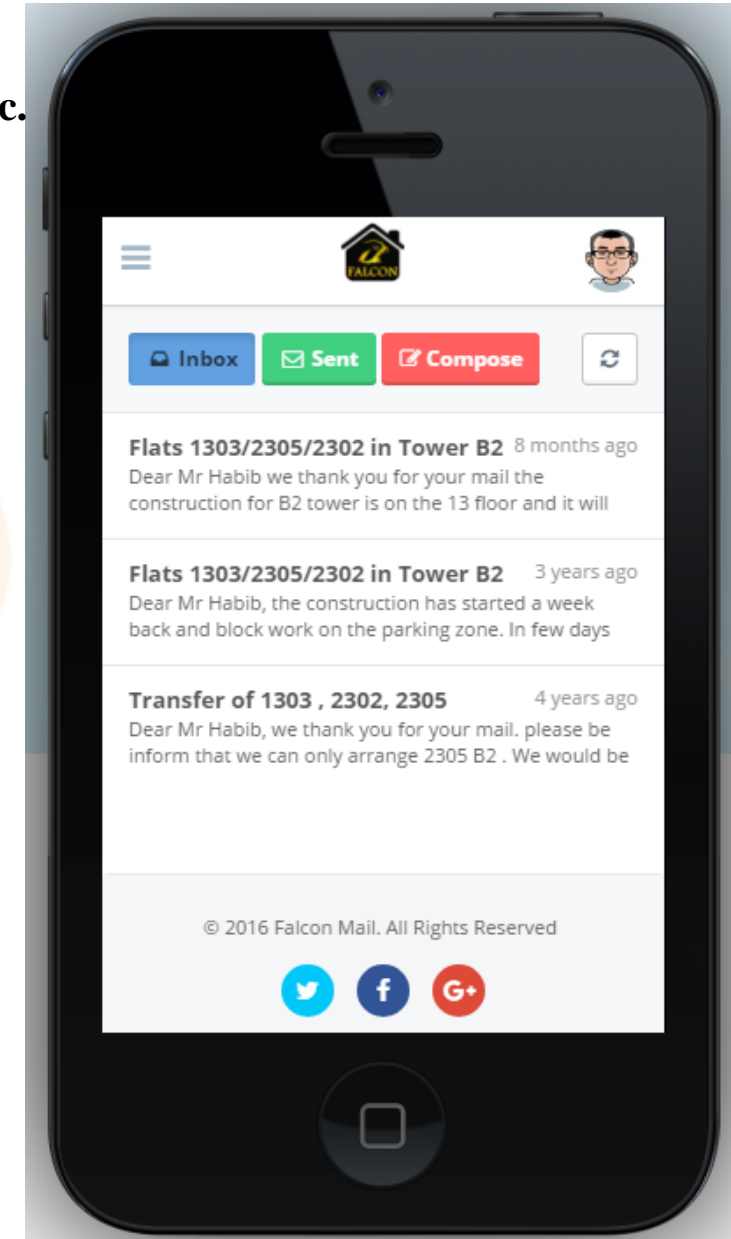 c.
FALCON
Inbox Sent Compose
Flats 1303/2305/2302 in Tower B2 8 months ago
Dear Mr Habib we thank you for your mail the
construction for B2 tower is on the 13 floor and it will
Flats 1303/2305/2302 in Tower B2 3 years ago
Dear Mr Habib, the construction has started a week
back and block work on the parking zone. In few days
Transfer of 1303 , 2302, 2305 4 years ago
Dear Mr Habib, we thank you for your mail. please be
inform that we can only arrange 2305 B2 . We would be
© 2016 Falcon Mail. All Rights Reserved
f G+